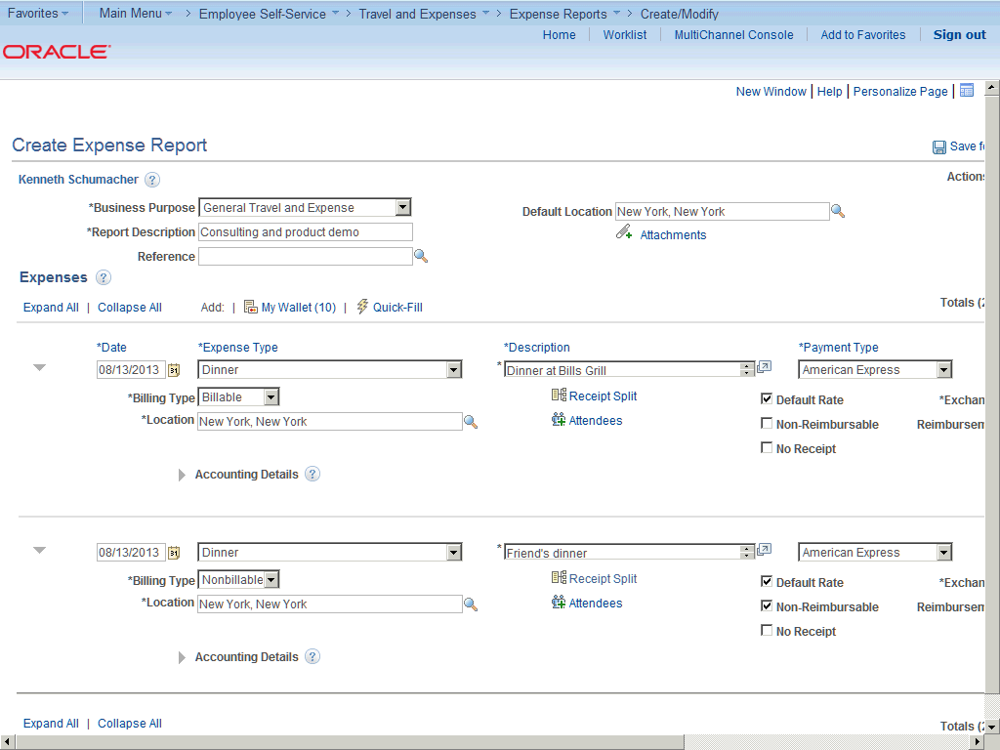 Favorites Main Menu > Employee Self-Service > Travel and Expenses > Expense Reports > Create/Modify
Home Worklist MultiChannel Console Add to Favorites Sign out
ORACLE
New Window | Help | Personalize Page |
Create Expense Report
Save fo
Kenneth Schumacher ?
Actions
*Business Purpose General Travel and Expense
Default Location New York, New York
*Report Description Consulting and product demo
Attachments
Reference
Expenses ?
Expand All | Collapse All Add: | My Wallet (10) | Quick-Fill
Totals (2
*Date *Expense Type *Description *Payment Type
08/13/2013 31 Dinner * Dinner at Bills Grill American Express
*Billing Type Billable Receipt Split Default Rate *Exchan
*Location New York, New York Attendees Non-Reimbursable Reimbursem
No Receipt
Accounting Details ?
08/13/2013 31 Dinner * Friend's dinner American Express
*Billing Type Nonbillable Receipt Split Default Rate *Exchan
*Location New York, New York Attendees Non-Reimbursable Reimbursem
No Receipt
Accounting Details ?
Expand All | Collapse All
Totals (2